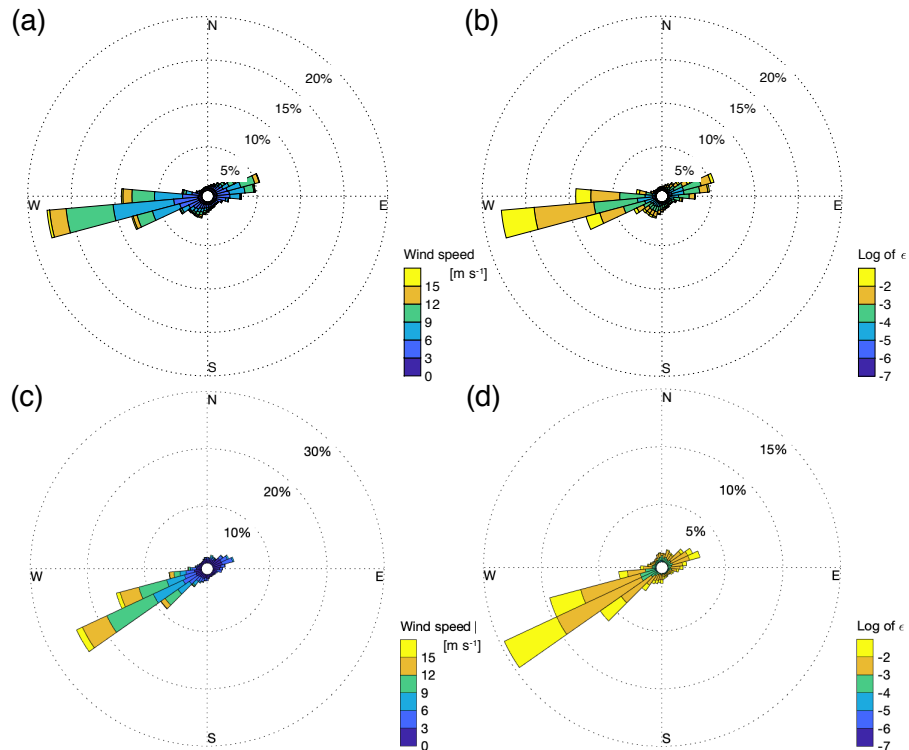 (a)
N
20%
15%
10%
5%
W
E
S
Wind speed
[m s⁻¹]
15
12
9
6
3
0
(b)
N
20%
15%
10%
5%
W
E
S
Log of ϵ
-2
-3
-4
-5
-6
-7
(c)
N
30%
20%
10%
W
E
S
Wind speed |
[m s⁻¹]
15
12
9
6
3
0
(d)
N
15%
10%
5%
W
E
S
Log of ϵ
-2
-3
-4
-5
-6
-7